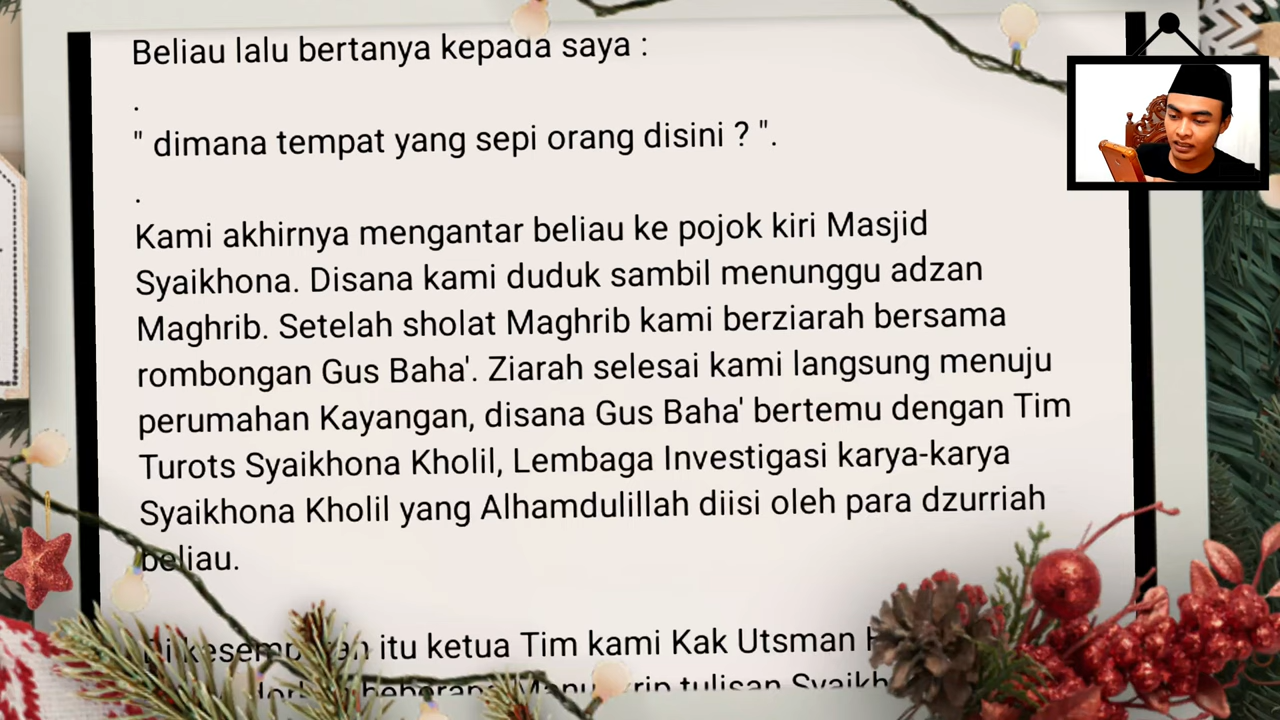 Beliau lalu bertanya kepada saya :
.
" dimana tempat yang sepi orang disini ? ".
.
Kami akhirnya mengantar beliau ke pojok kiri Masjid
Syaikhona. Disana kami duduk sambil menunggu adzan
Maghrib. Setelah sholat Maghrib kami berziarah bersama
rombongan Gus Baha'. Ziarah selesai kami langsung menuju
perumahan Kayangan, disana Gus Baha' bertemu dengan Tim
Turots Syaikhona Kholil, Lembaga Investigasi karya-karya
Syaikhona Kholil yang Alhamdulillah diisi oleh para dzurriah
beliau.
itu ketua Tim kami Kak Utsman
tulisan